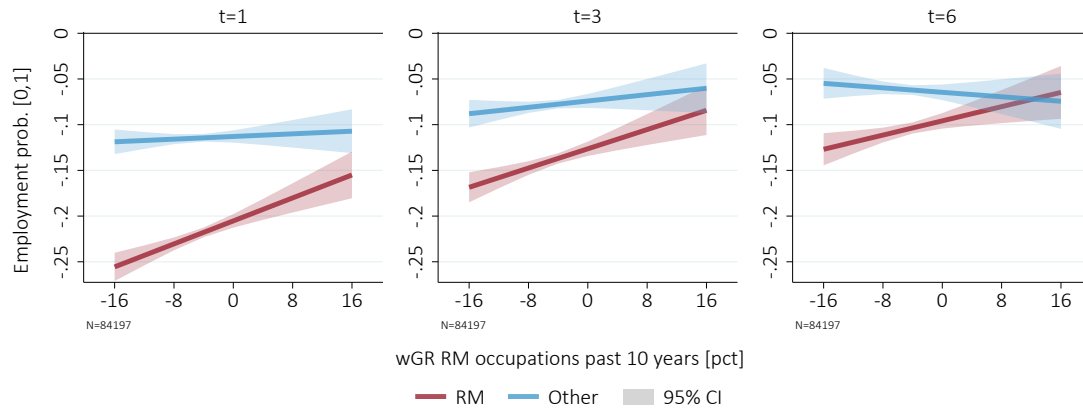 t=1 t=3 t=6
Employment prob. [0,1]
0 -.05 -.1 -.15 -.2 -.25
0 -.05 -.1 -.15 -.2 -.25
0 -.05 -.1 -.15 -.2 -.25
-16 -8 0 8 16
-16 -8 0 8 16
-16 -8 0 8 16
N=84197 N=84197 N=84197
wGR RM occupations past 10 years [pct]
RM Other 95% CI